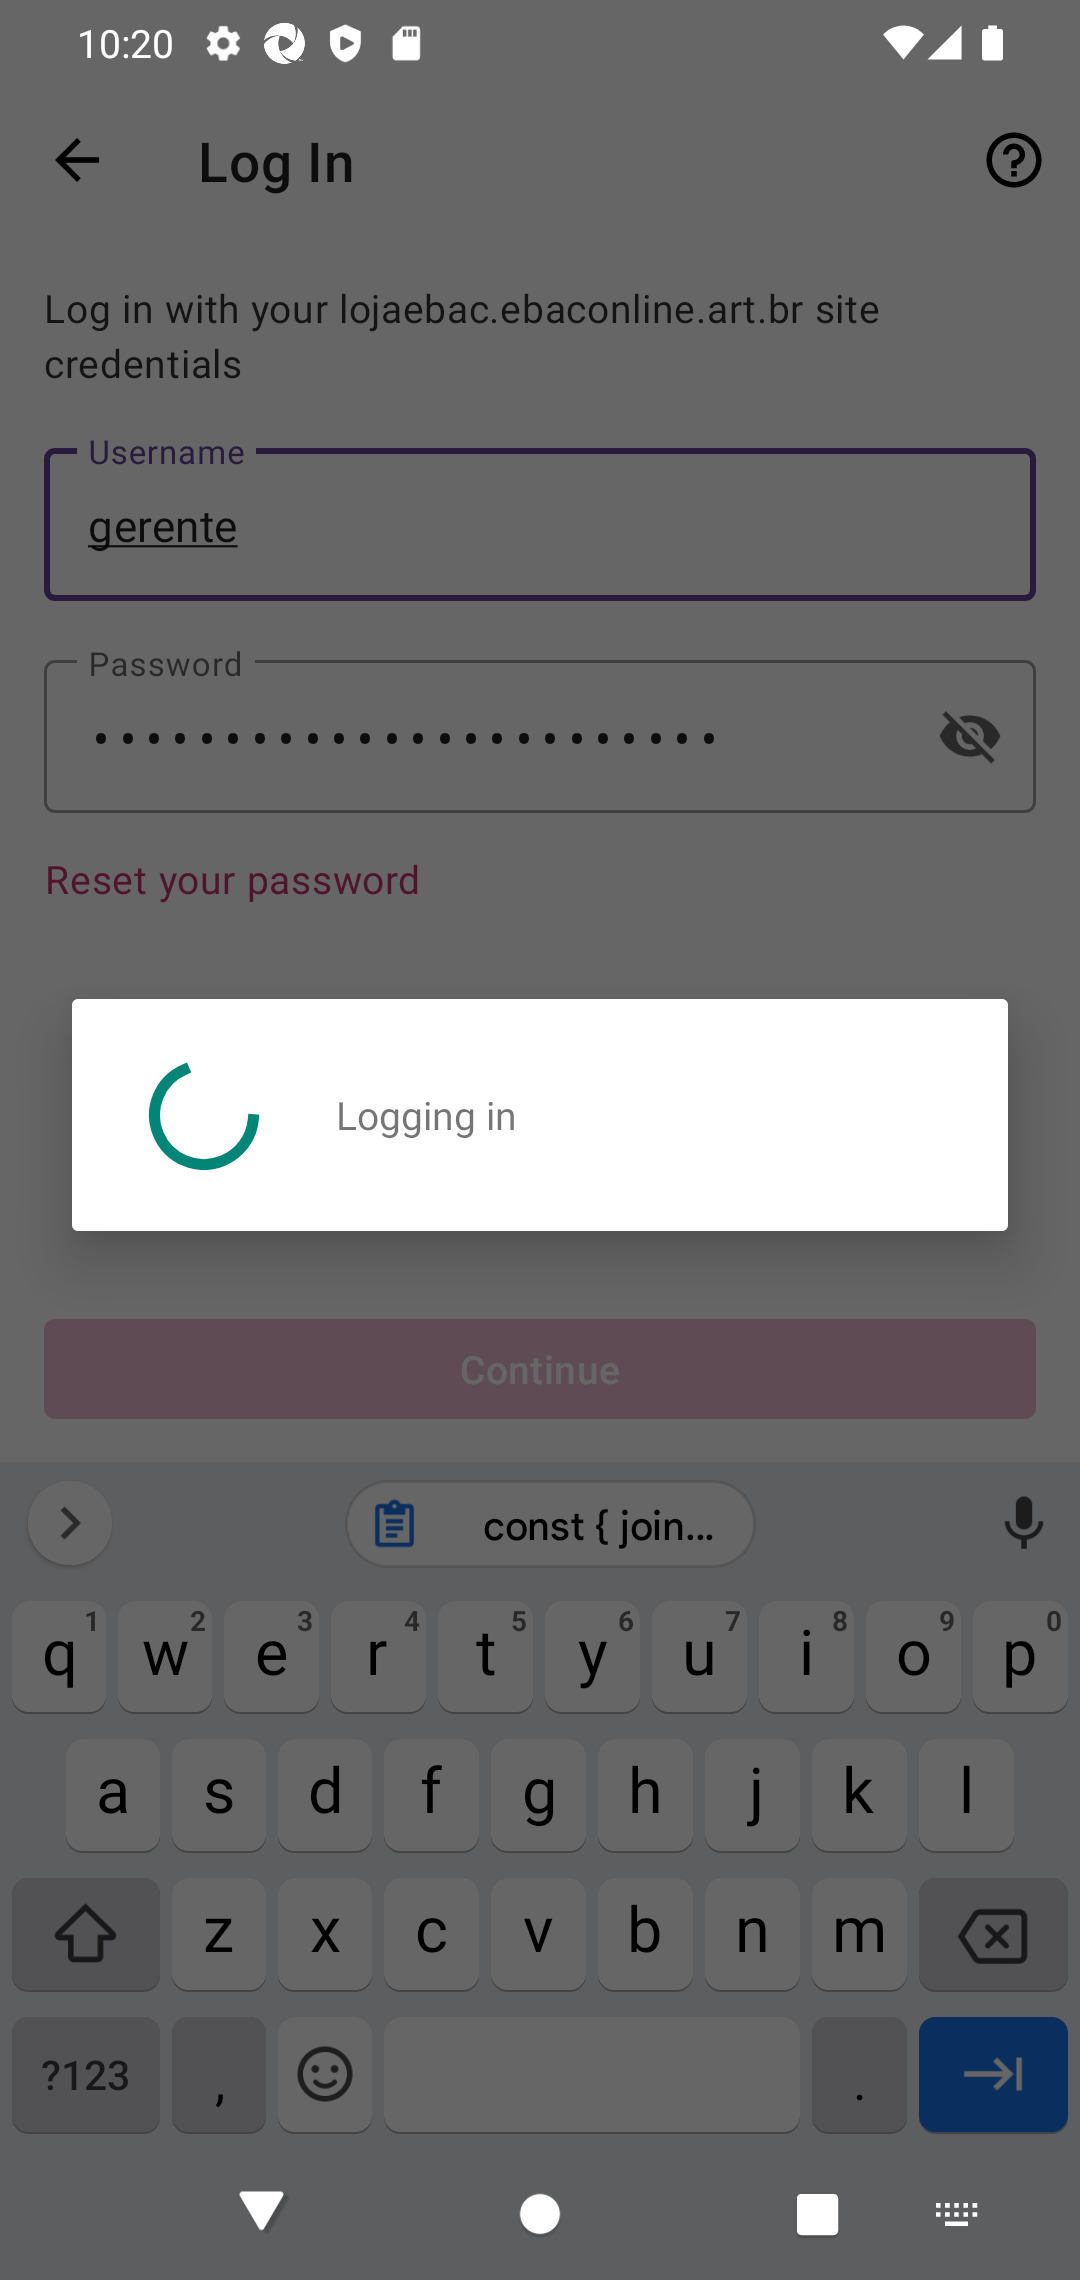 10:20
Log In
Log in with your lojaebac.ebaconline.art.br site
credentials
Username
gerente
Password
•••••••••••••••••••••••• 
Reset your password
Logging in
Continue
const { join...
1 2 3 4 5 6 7 8 9 0
q w e r t y u i o p
a s d f g h j k l
z x c v b n m
?123 , .